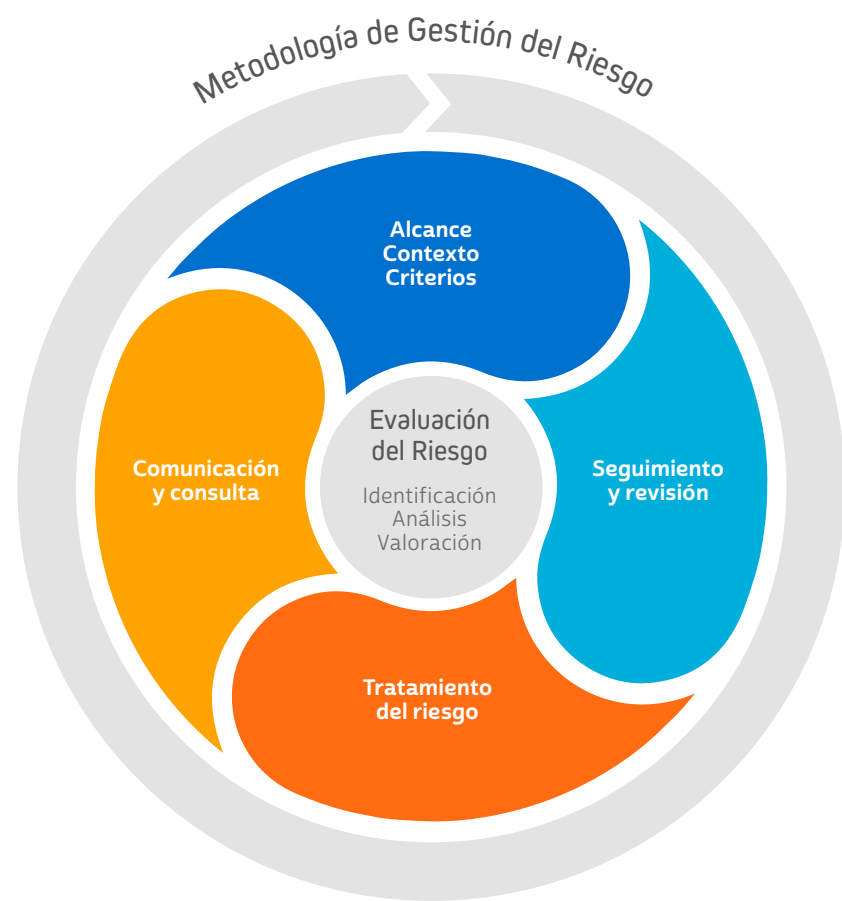 Metodología de Gestión del Riesgo
Alcance
Contexto
Criterios
Evaluación
del Riesgo
Identificación
Análisis
Valoración
Comunicación
y consulta
Seguimiento
y revisión
Tratamiento
del riesgo